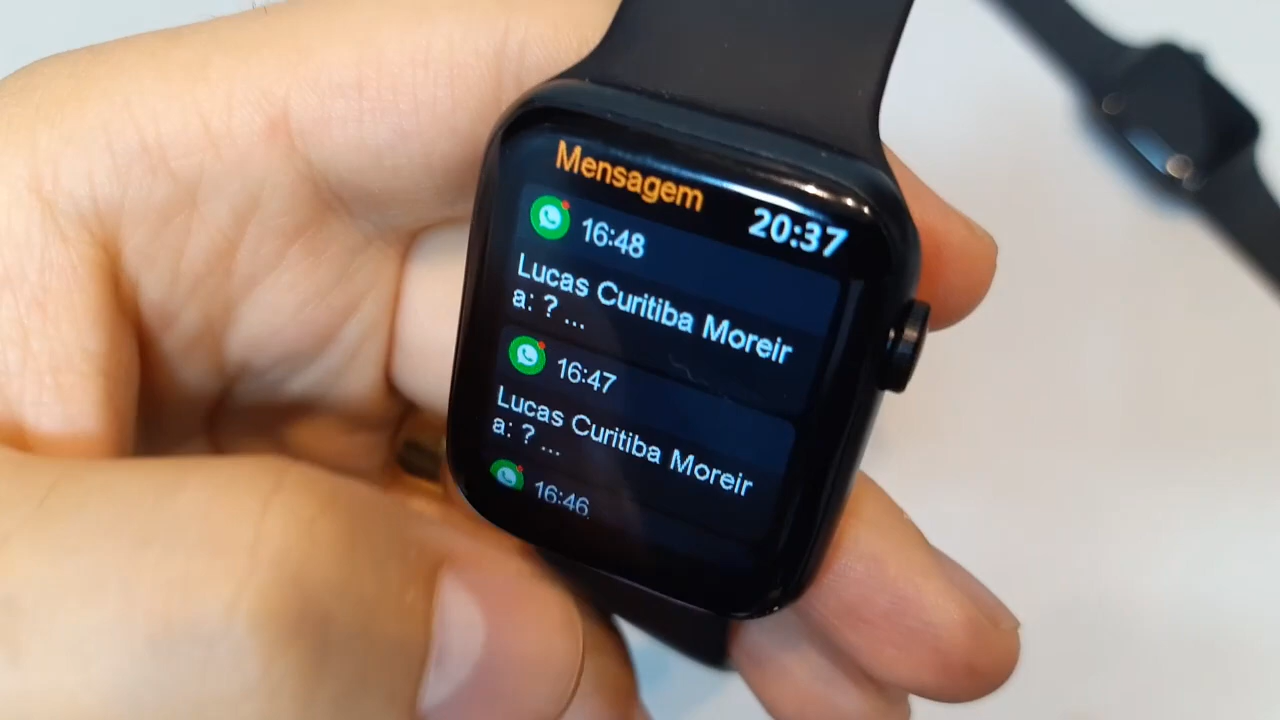 Mensagem
20:37
16:48
Lucas Curitiba Moreir
a: ? ...
16:47
Lucas Curitiba Moreir
a: ? ...
16:46